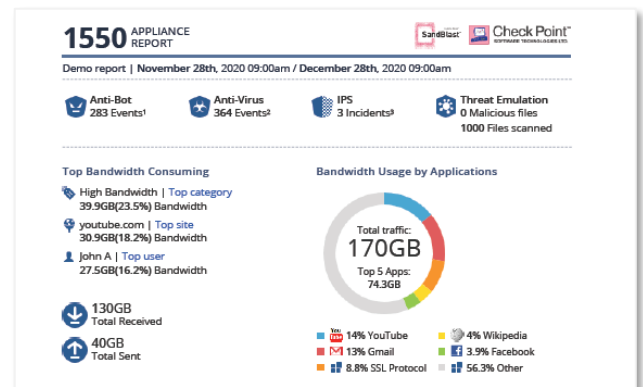 1550 APPLIANCE REPORT
SandBlast
Check Point™
SOFTWARE TECHNOLOGIES LTD.
Demo report | November 28th, 2020 09:00am / December 28th, 2020 09:00am
Anti-Bot
283 Events¹
Anti-Virus
364 Events²
IPS
3 Incidents³
Threat Emulation
0 Malicious files
1000 Files scanned
Top Bandwidth Consuming
High Bandwidth | Top category
39.9GB(23.5%) Bandwidth
youtube.com | Top site
30.9GB(18.2%) Bandwidth
John A | Top user
27.5GB(16.2%) Bandwidth
130GB
Total Received
40GB
Total Sent
Bandwidth Usage by Applications
Total traffic:
170GB
Top 5 Apps:
74.3GB
You Tube 14% YouTube
13% Gmail
8.8% SSL Protocol
4% Wikipedia
3.9% Facebook
56.3% Other